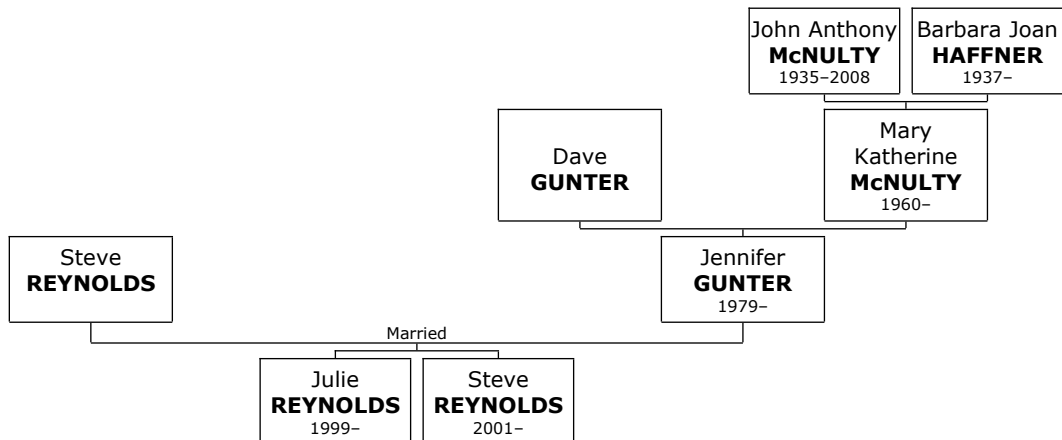 John Anthony
McNULTY
1935–2008
Barbara Joan
HAFFNER
1937–
Dave
GUNTER
Mary
Katherine
McNULTY
1960–
Steve
REYNOLDS
Jennifer
GUNTER
1979–
Married
Julie
REYNOLDS
1999–
Steve
REYNOLDS
2001–